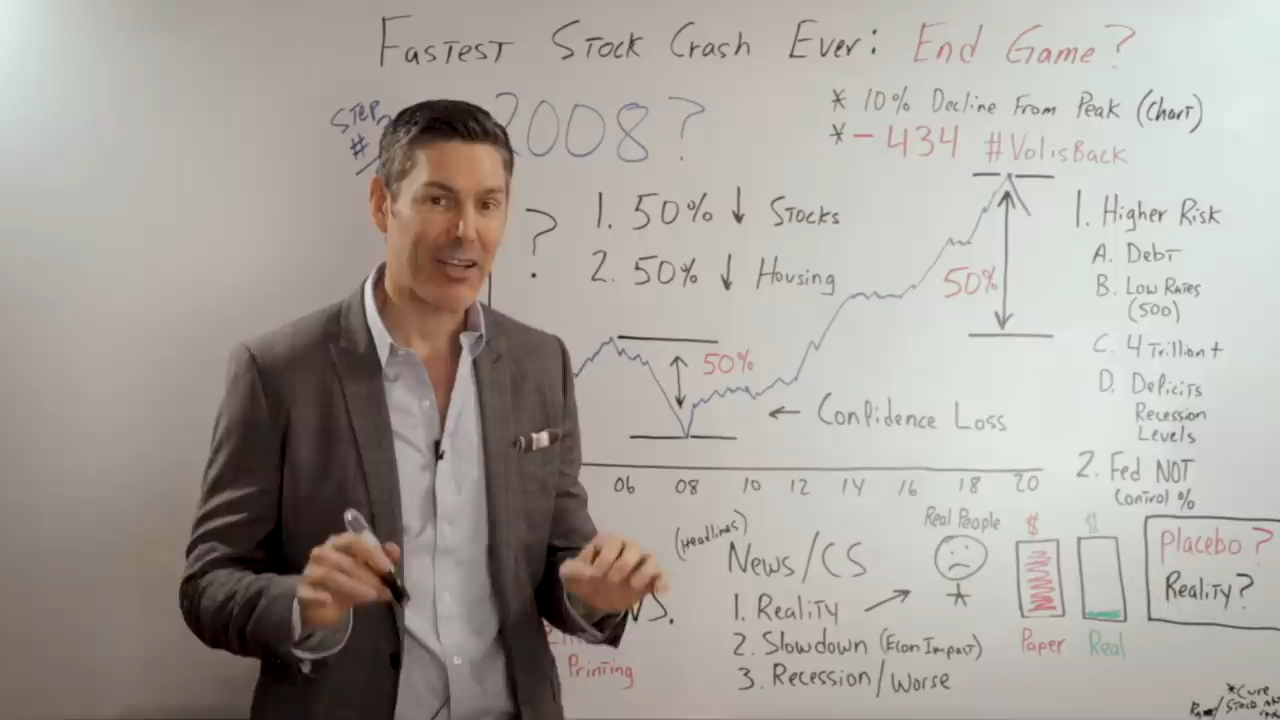 Fastest Stock Crash Ever: End Game?
Step
#
2008?
* 10% Decline From Peak (Chart)
* -434 #VolisBack
?
1. 50% ↓ Stocks
2. 50% ↓ Housing
50%
50%
← Confidence Loss
06 08 10 12 14 16 18 20
1. Higher Risk
A. Debt
B. Low Rates
(500)
C. 4 Trillion+
D. Deficits
Recession
Levels
2. Fed NOT
Control %
(Headlines)
News/CS
1. Reality
2. Slowdown (Econ Impact)
3. Recession/Worse
VS.
Printing
Real People
$ $
Paper Real
Placebo?
Reality?
*Cure
Stock